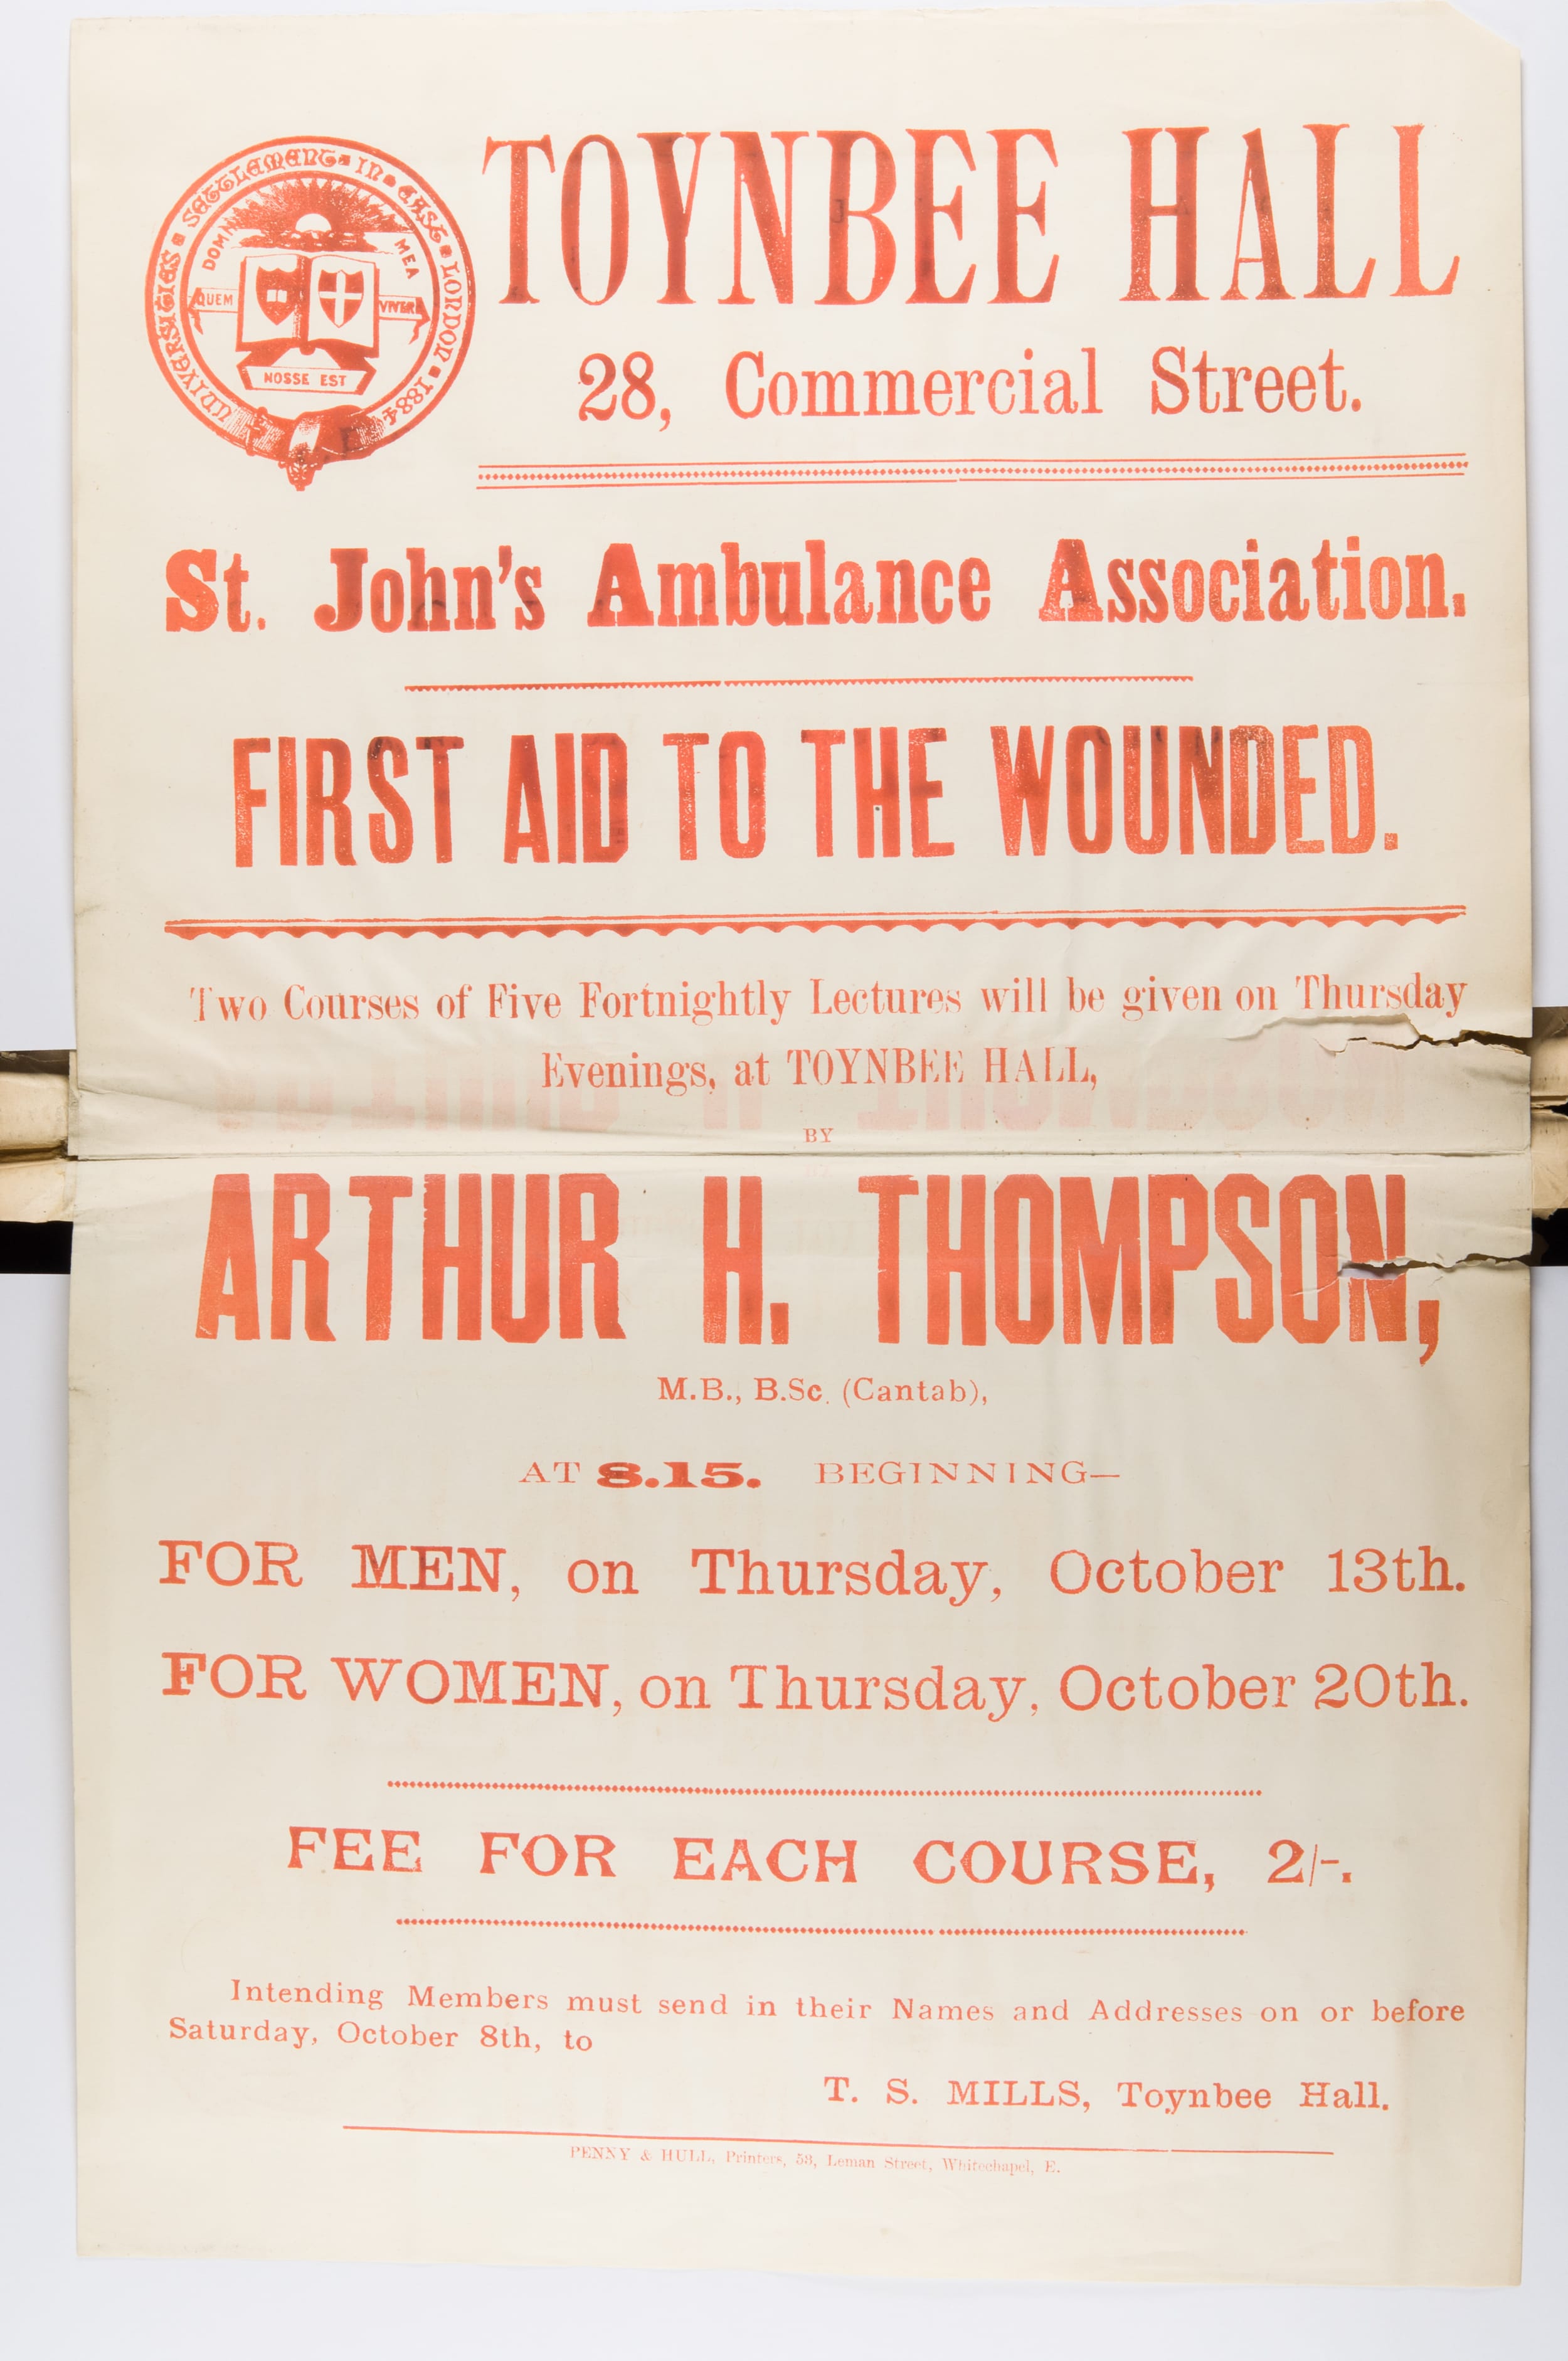 UNIVERSITIES SETTLEMENT IN EAST LONDON 1884
MEA
QUEM
NOSSE EST
TOYNBEE HALL
28, Commercial Street.
St. John's Ambulance Association.
FIRST AID TO THE WOUNDED.
Two Courses of Five Fortnightly Lectures will be given on Thursday
Evenings, at TOYNBEE HALL,
BY
ARTHUR H. THOMPSON,
M.B., B.Sc. (Cantab),
AT 8.15. BEGINNING—
FOR MEN, on Thursday, October 13th.
FOR WOMEN, on Thursday, October 20th.
FEE FOR EACH COURSE, 2/-.
Intending Members must send in their Names and Addresses on or before
Saturday, October 8th, to
T. S. MILLS, Toynbee Hall.
PENNY & HULL, Printers, 53, Leman Street, Whitechapel, E.